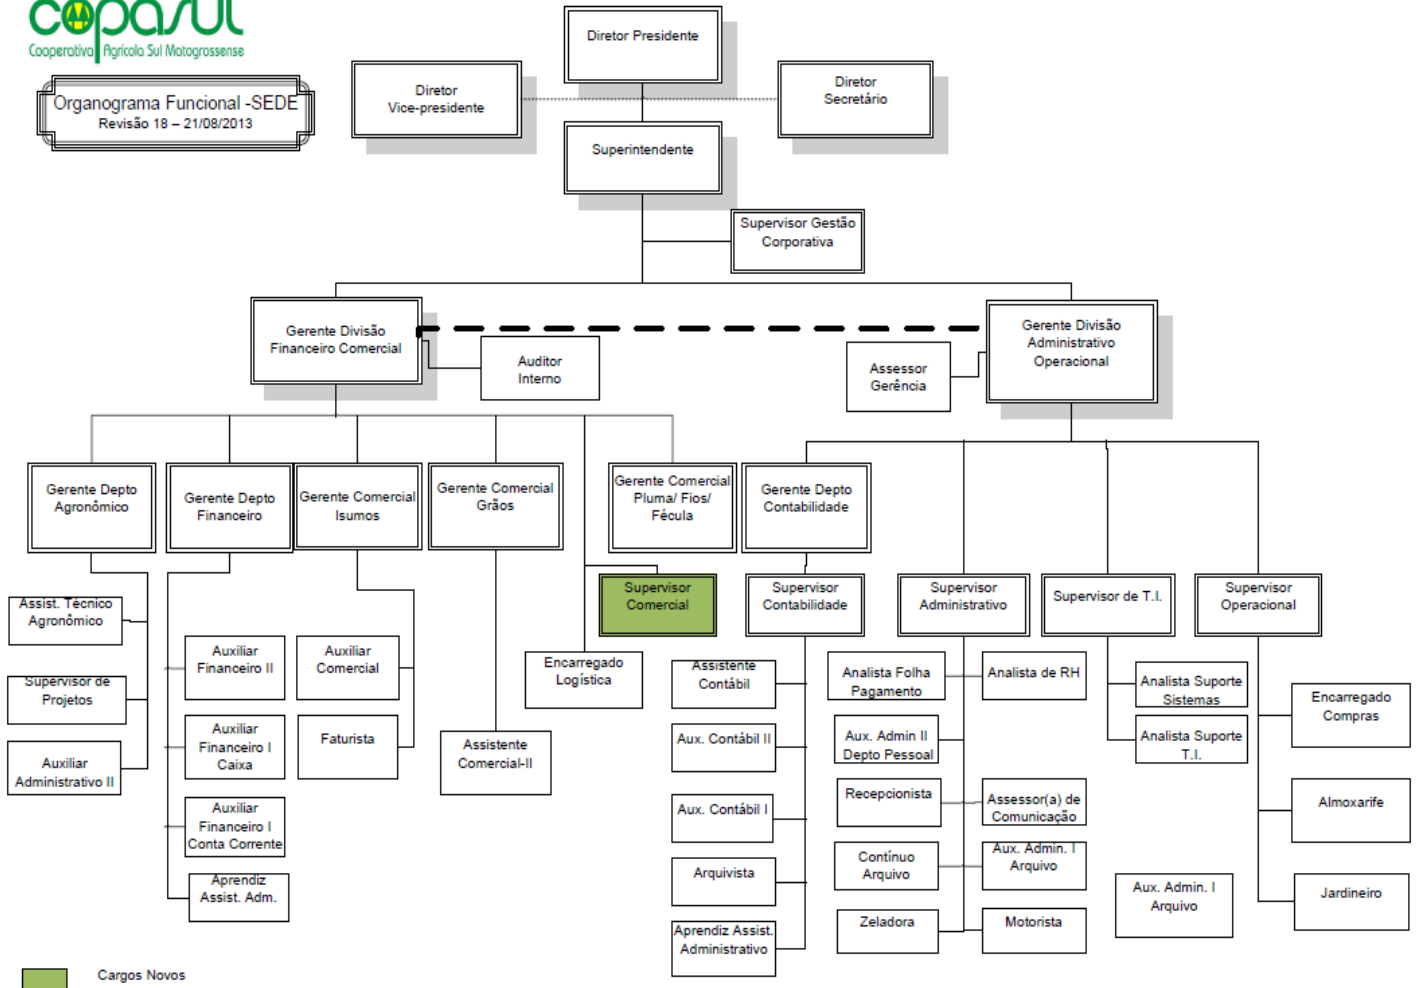 copasul
Cooperativa Agrícola Sul Matogrossense
Organograma Funcional -SEDE
Revisão 18 – 21/08/2013
Diretor Presidente
Diretor
Vice-presidente
Diretor
Secretário
Superintendente
Supervisor Gestão
Corporativa
Gerente Divisão
Financeiro Comercial
Auditor
Interno
Assessor
Gerência
Gerente Divisão
Administrativo
Operacional
Gerente Depto
Agronômico
Gerente Depto
Financeiro
Gerente Comercial
Isumos
Gerente Comercial
Grãos
Gerente Comercial
Pluma/ Fios/
Fécula
Gerente Depto
Contabilidade
Supervisor
Comercial
Supervisor
Contabilidade
Supervisor
Administrativo
Supervisor de T.I.
Supervisor
Operacional
Assist. Técnico
Agronômico
Supervisor de
Projetos
Auxiliar
Administrativo II
Auxiliar
Financeiro II
Auxiliar
Financeiro I
Caixa
Auxiliar
Financeiro I
Conta Corrente
Aprendiz
Assist. Adm.
Auxiliar
Comercial
Faturista
Assistente
Comercial-II
Encarregado
Logística
Assistente
Contábil
Aux. Contábil II
Aux. Contábil I
Arquivista
Aprendiz Assist.
Administrativo
Analista Folha
Pagamento
Analista de RH
Aux. Admin II
Depto Pessoal
Recepcionista
Assessor(a) de
Comunicação
Contínuo
Arquivo
Aux. Admin. I
Arquivo
Zeladora
Motorista
Analista Suporte
Sistemas
Analista Suporte
T.I.
Aux. Admin. I
Arquivo
Encarregado
Compras
Almoxarife
Jardineiro
Cargos Novos